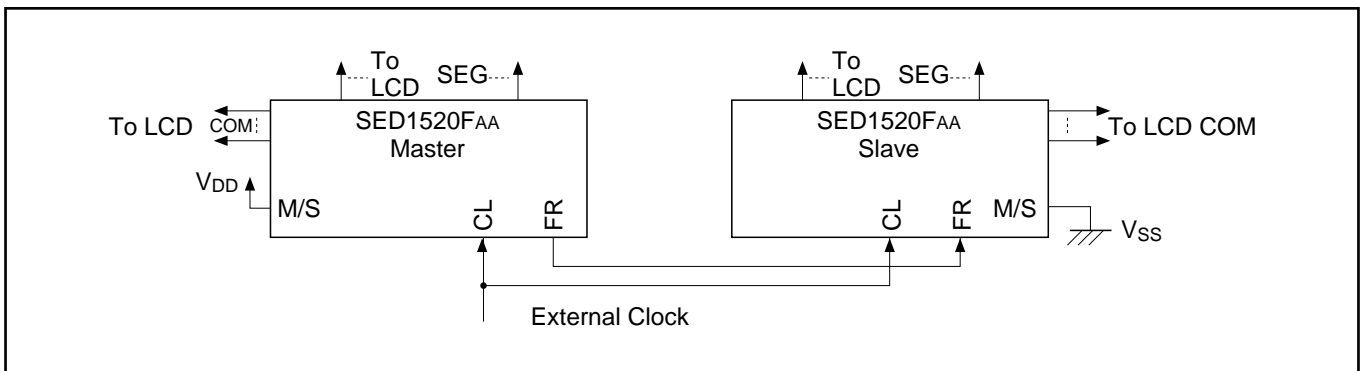 To
LCD
SEG
To LCD
COM
SED1520FAA
Master
VDD
M/S
CL
FR
To
LCD
SEG
SED1520FAA
Slave
To LCD COM
CL
FR
M/S
VSS
External Clock